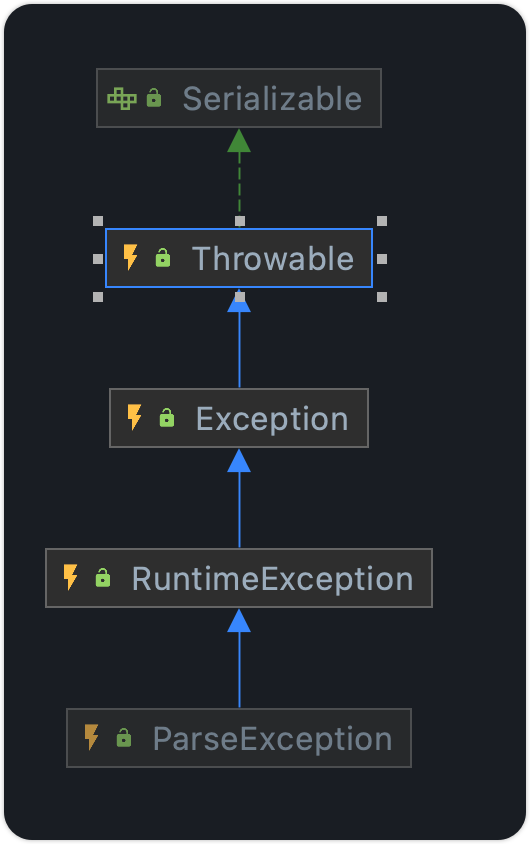 Serializable
Throwable
Exception
RuntimeException
ParseException